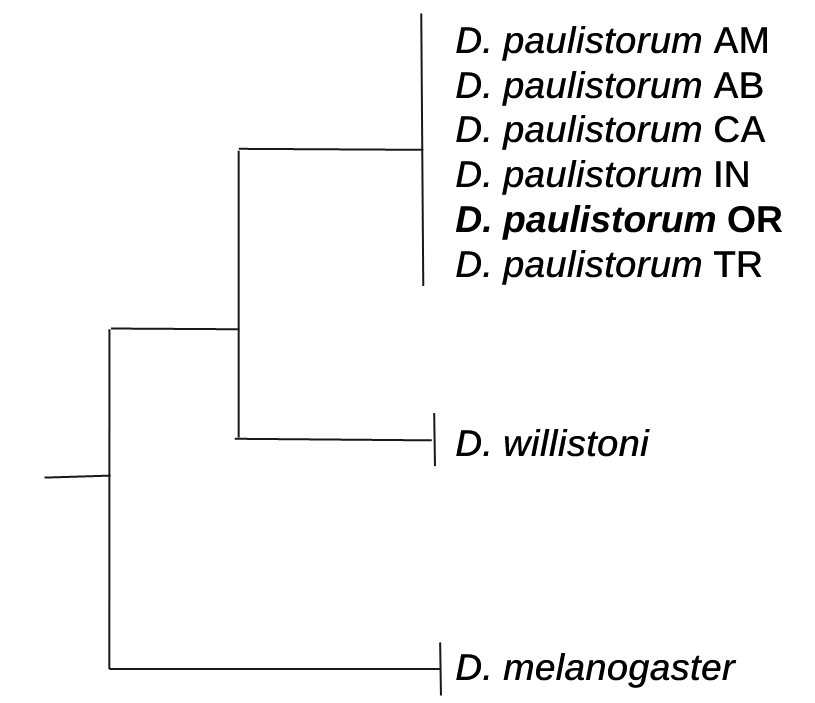 D. paulistorum AM
D. paulistorum AB
D. paulistorum CA
D. paulistorum IN
D. paulistorum OR
D. paulistorum TR
D. willistoni
D. melanogaster